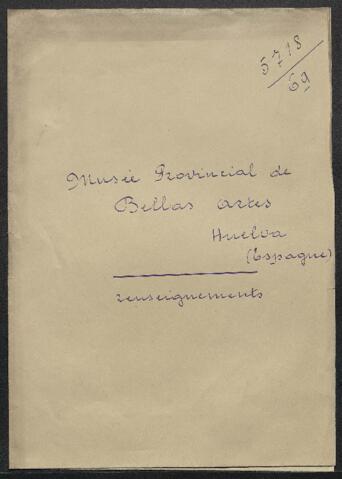 5718/69
Musée Provincial de
Bellas Artes
Huelva
(Espagne)
renseignements